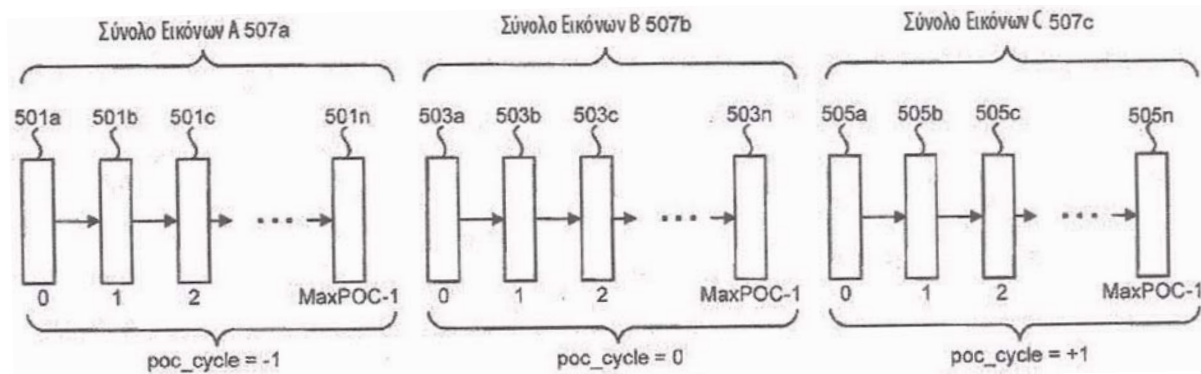 Σύνολο Εικόνων A 507a Σύνολο Εικόνων B 507b Σύνολο Εικόνων C 507c
501a 501b 501c 501n 503a 503b 503c 503n 505a 505b 505c 505n
0 1 2 MaxPOC-1 0 1 2 MaxPOC-1 0 1 2 MaxPOC-1
poc_cycle = -1 poc_cycle = 0 poc_cycle = +1